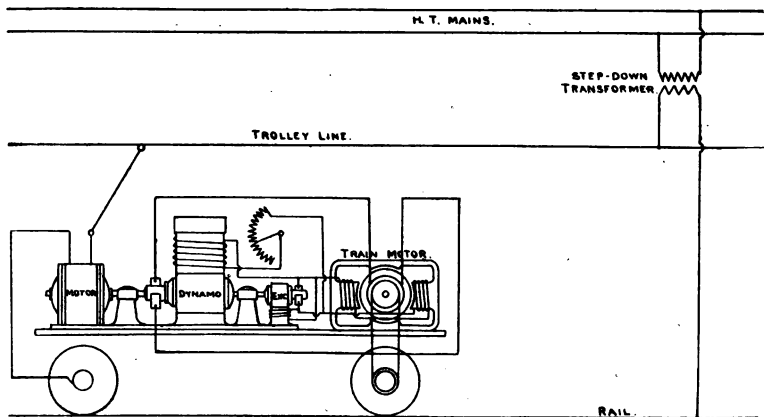 H.T. MAINS.
STEP-DOWN
TRANSFORMER.
TROLLEY LINE.
TRAIN MOTOR.
MOTOR
DYNAMO
EXC
RAIL.